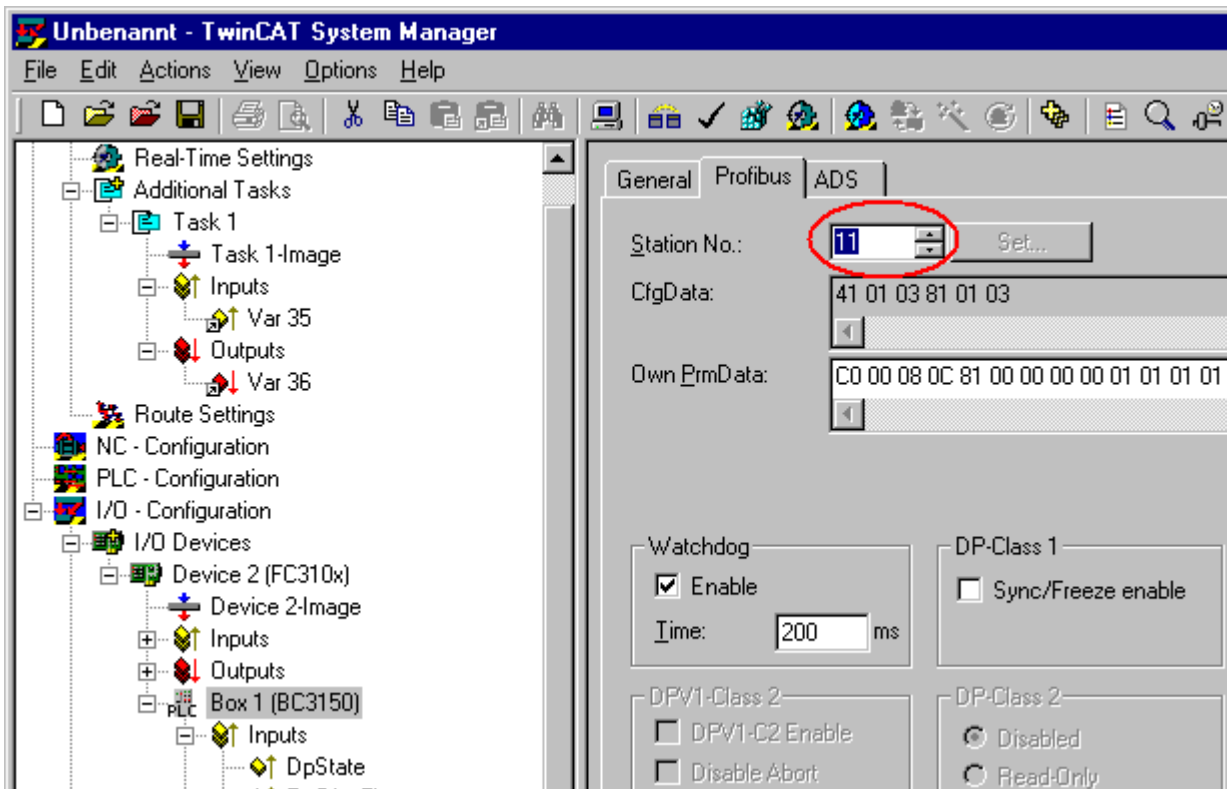 Unbenannt - TwinCAT System Manager
File Edit Actions View Options Help
Real-Time Settings
Additional Tasks
Task 1
Task 1-Image
Inputs
Var 35
Outputs
Var 36
Route Settings
NC - Configuration
PLC - Configuration
I/O - Configuration
I/O Devices
Device 2 (FC310x)
Device 2-Image
Inputs
Outputs
PLC Box 1 (BC3150)
Inputs
DpState
General Profibus ADS
Station No.: 11 Set...
CfgData: 41 01 03 81 01 03
Own PrmData: C0 00 08 0C 81 00 00 00 00 01 01 01 01
Watchdog
Enable
Time: 200 ms
DP-Class 1
Sync/Freeze enable
DPV1-Class 2
DPV1-C2 Enable
Disable Abort
DP-Class 2
Disabled
Read-Only